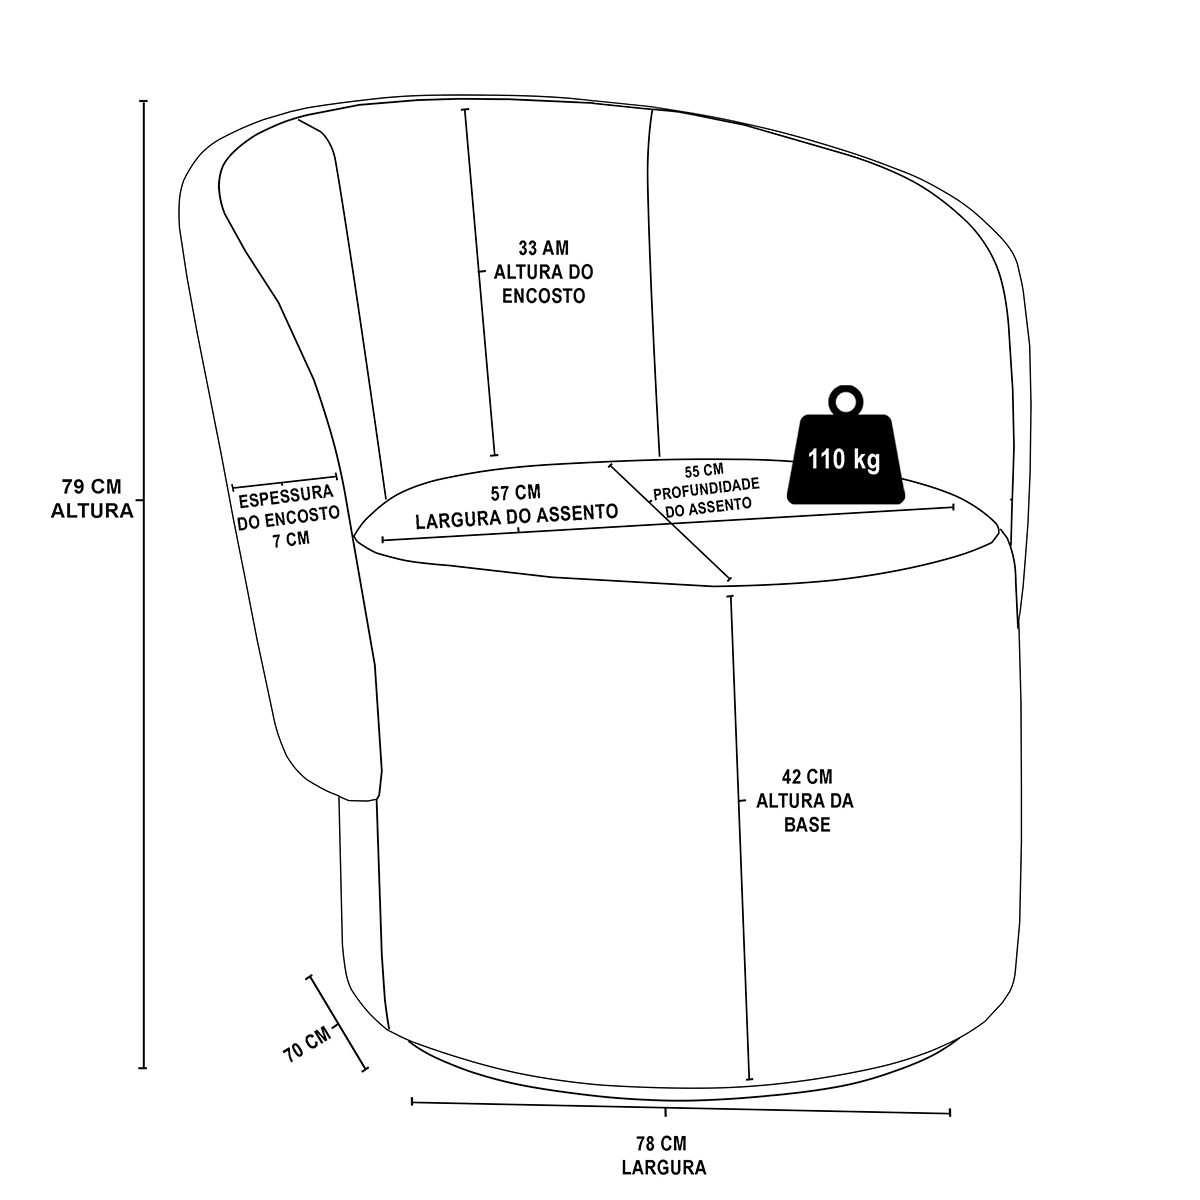 33 AM
ALTURA DO
ENCOSTO
110 kg
55 CM
PROFUNDIDADE
DO ASSENTO
57 CM
LARGURA DO ASSENTO
79 CM
ALTURA
ESPESSURA
DO ENCOSTO
7 CM
42 CM
ALTURA DA
BASE
70 CM
78 CM
LARGURA